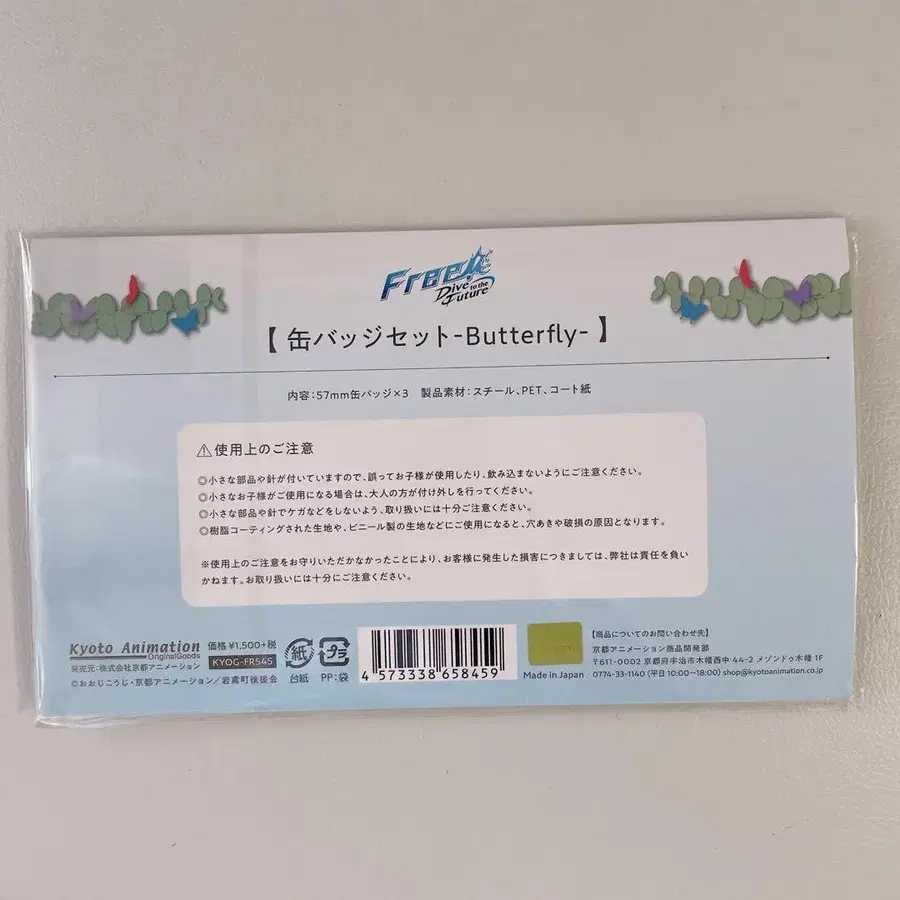 Free!
Dive to the Future
【 缶バッジセット-Butterfly- 】
内容：57mm缶バッジ×3　製品素材：スチール、PET、コート紙
⚠使用上のご注意
◎小さな部品や針が付いていますので、誤ってお子様が使用したり、飲み込まないようにご注意ください。
◎小さなお子様がご使用になる場合は、大人の方が付け外しを行ってください。
◎小さな部品や針でケガなどをしないよう、取り扱いには十分ご注意ください。
◎樹脂コーティングされた生地や、ビニール製の生地などにご使用になると、穴あきや破損の原因となります。
※使用上のご注意をお守りいただかなかったことにより、お客様に発生した損害につきましては、弊社は責任を負い
かねます。お取り扱いには十分にご注意ください。
Kyoto Animation
OriginalGoods
発売元：株式会社京都アニメーション
©おおじこうじ・京都アニメーション／岩鳶町後援会
価格 ¥1,500+税
KYOG-FR545
紙
台紙
プラ
PP：袋
4 573338 658459
Made in Japan
【商品についてのお問い合わせ先】
京都アニメーション商品開発部
〒611-0002 京都府宇治市木幡西中 44-2 メゾンドゥ木幡 1F
0774-33-1140（平日 10:00〜18:00）shop@kyotoanimation.co.jp